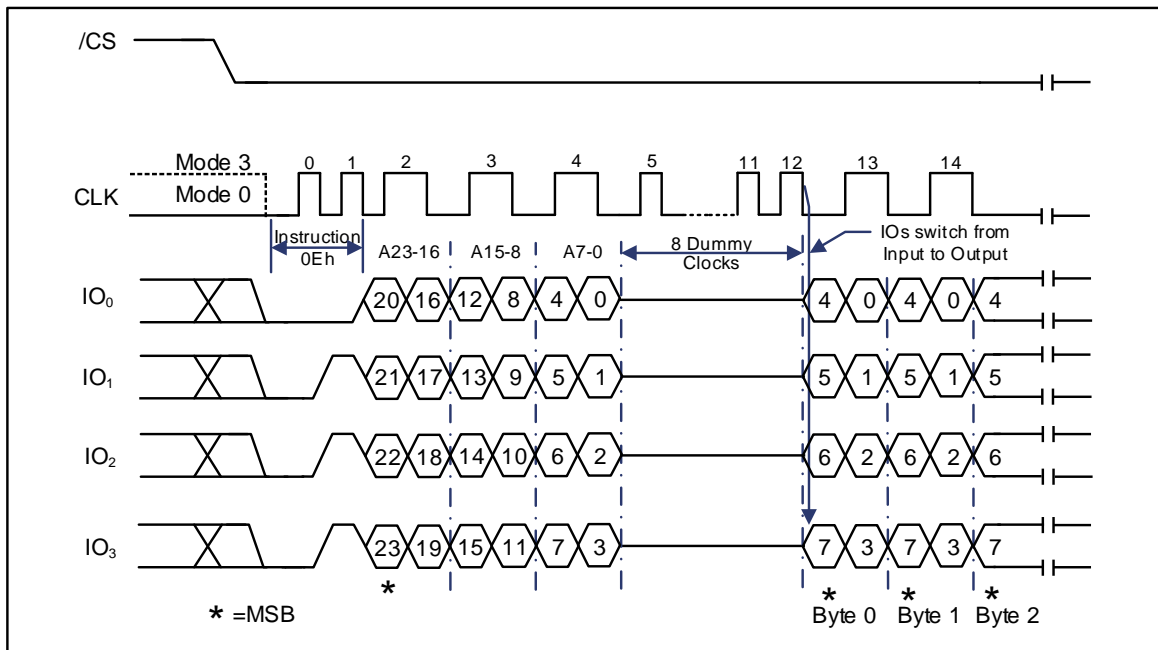 /CS
Mode 3
Mode 0
CLK
0 1 2 3 4 5 11 12 13 14
Instruction
0Eh
A23-16 A15-8 A7-0
8 Dummy
Clocks
IOs switch from
Input to Output
IO0 20 16 12 8 4 0 4 0 4 0 4
IO1 21 17 13 9 5 1 5 1 5 1 5
IO2 22 18 14 10 6 2 6 2 6 2 6
IO3 23 19 15 11 7 3 7 3 7 3 7
* * * *
* =MSB
Byte 0 Byte 1 Byte 2